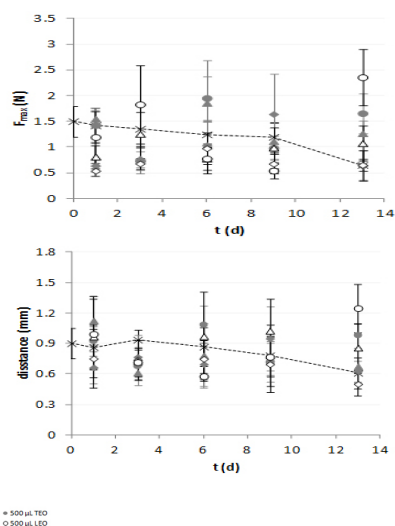 3.5
3
2.5
2
1.5
1
0.5
0
Fmax (N)
0 2 4 6 8 10 12 14
t (d)
1.8
1.5
1.2
0.9
0.6
0.3
0
disstance (mm)
0 2 4 6 8 10 12 14
t (d)
500 µL TEO
500 µL LEO